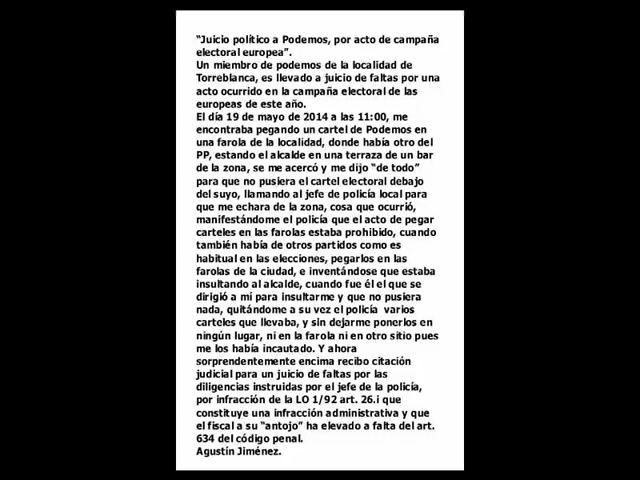 “Juicio político a Podemos, por acto de campaña
electoral europea”.
Un miembro de podemos de la localidad de
Torreblanca, es llevado a juicio de faltas por una
acto ocurrido en la campaña electoral de las
europeas de este año.
El día 19 de mayo de 2014 a las 11:00, me
encontraba pegando un cartel de Podemos en
una farola de la localidad, donde había otro del
PP, estando el alcalde en una terraza de un bar
de la zona, se me acercó y me dijo “de todo”
para que no pusiera el cartel electoral debajo
del suyo, llamando al jefe de policía local para
que me echara de la zona, cosa que ocurrió,
manifestándome el policía que el acto de pegar
carteles en las farolas estaba prohibido, cuando
también había de otros partidos como es
habitual en las elecciones, pegarlos en las
farolas de la ciudad, e inventándose que estaba
insultando al alcalde, cuando fue él el que se
dirigió a mí para insultarme y que no pusiera
nada, quitándome a su vez el policía varios
carteles que llevaba, y sin dejarme ponerlos en
ningún lugar, ni en la farola ni en otro sitio pues
me los había incautado. Y ahora
sorprendentemente encima recibo citación
judicial para un juicio de faltas por las
diligencias instruidas por el jefe de la policía,
por infracción de la LO 1/92 art. 26.i que
constituye una infracción administrativa y que
el fiscal a su “antojo” ha elevado a falta del art.
634 del código penal.
Agustín Jiménez.